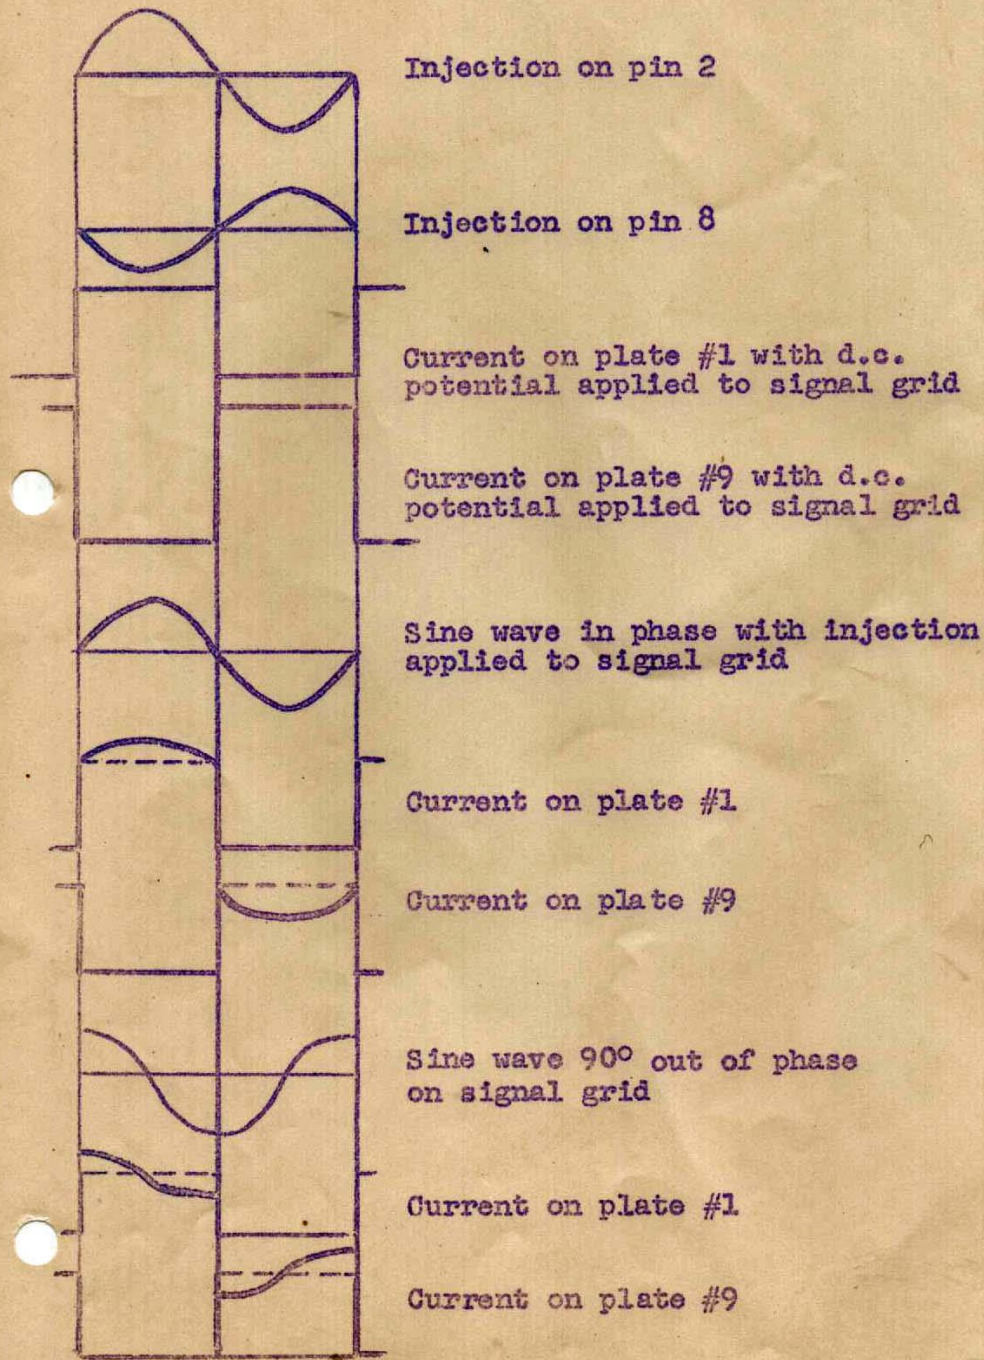 Injection on pin 2
Injection on pin 8
Current on plate #1 with d.c.
potential applied to signal grid
Current on plate #9 with d.c.
potential applied to signal grid
Sine wave in phase with injection
applied to signal grid
Current on plate #1
Current on plate #9
Sine wave 90° out of phase
on signal grid
Current on plate #1
Current on plate #9